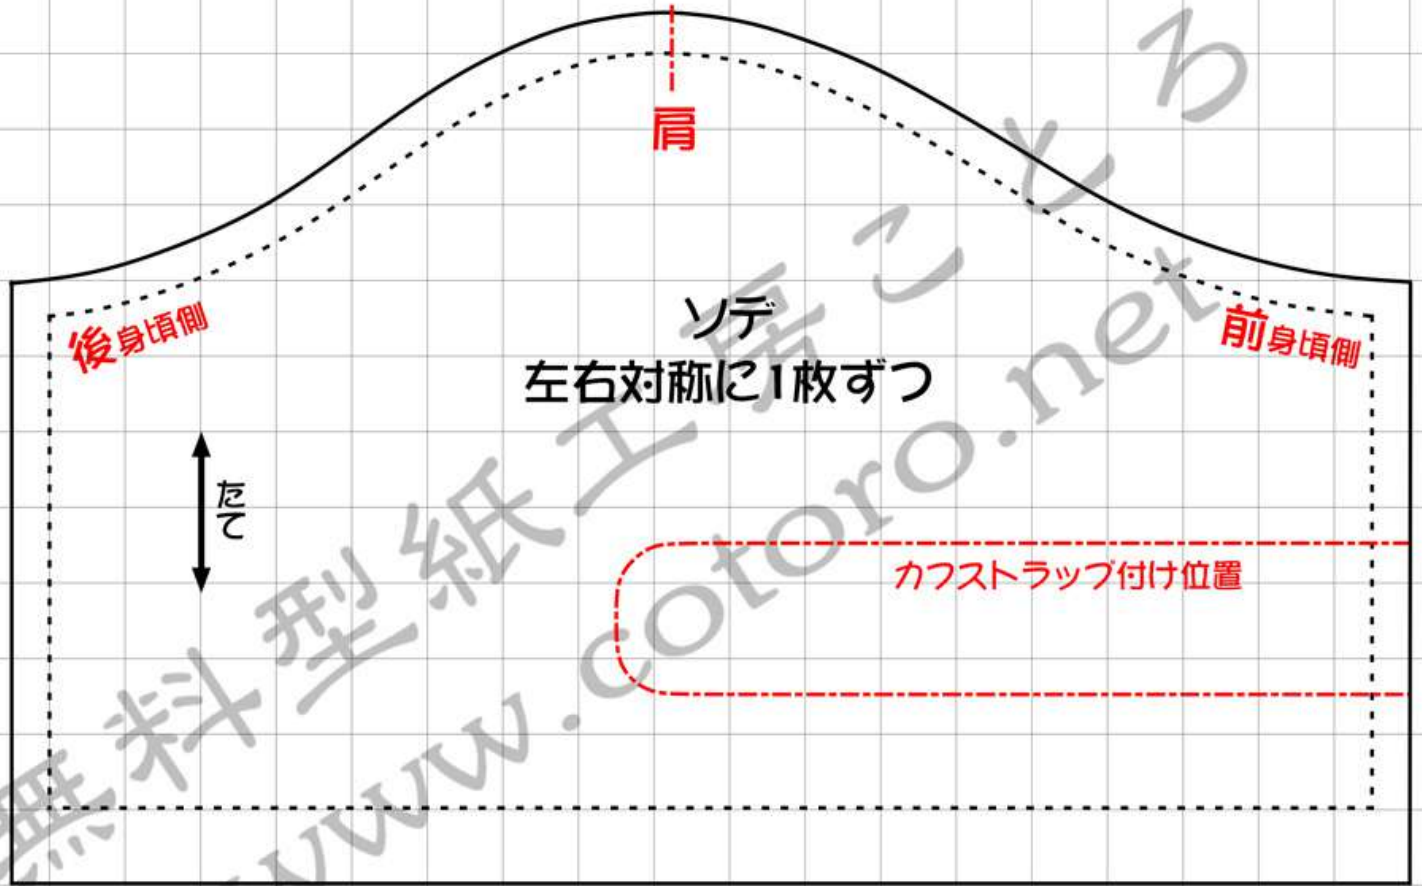 肩
後身頃側
ソデ
左右対称に1枚ずつ
前身頃側
たて
カフストラップ付け位置
無料型紙工房ことろ
www.cotoro.net